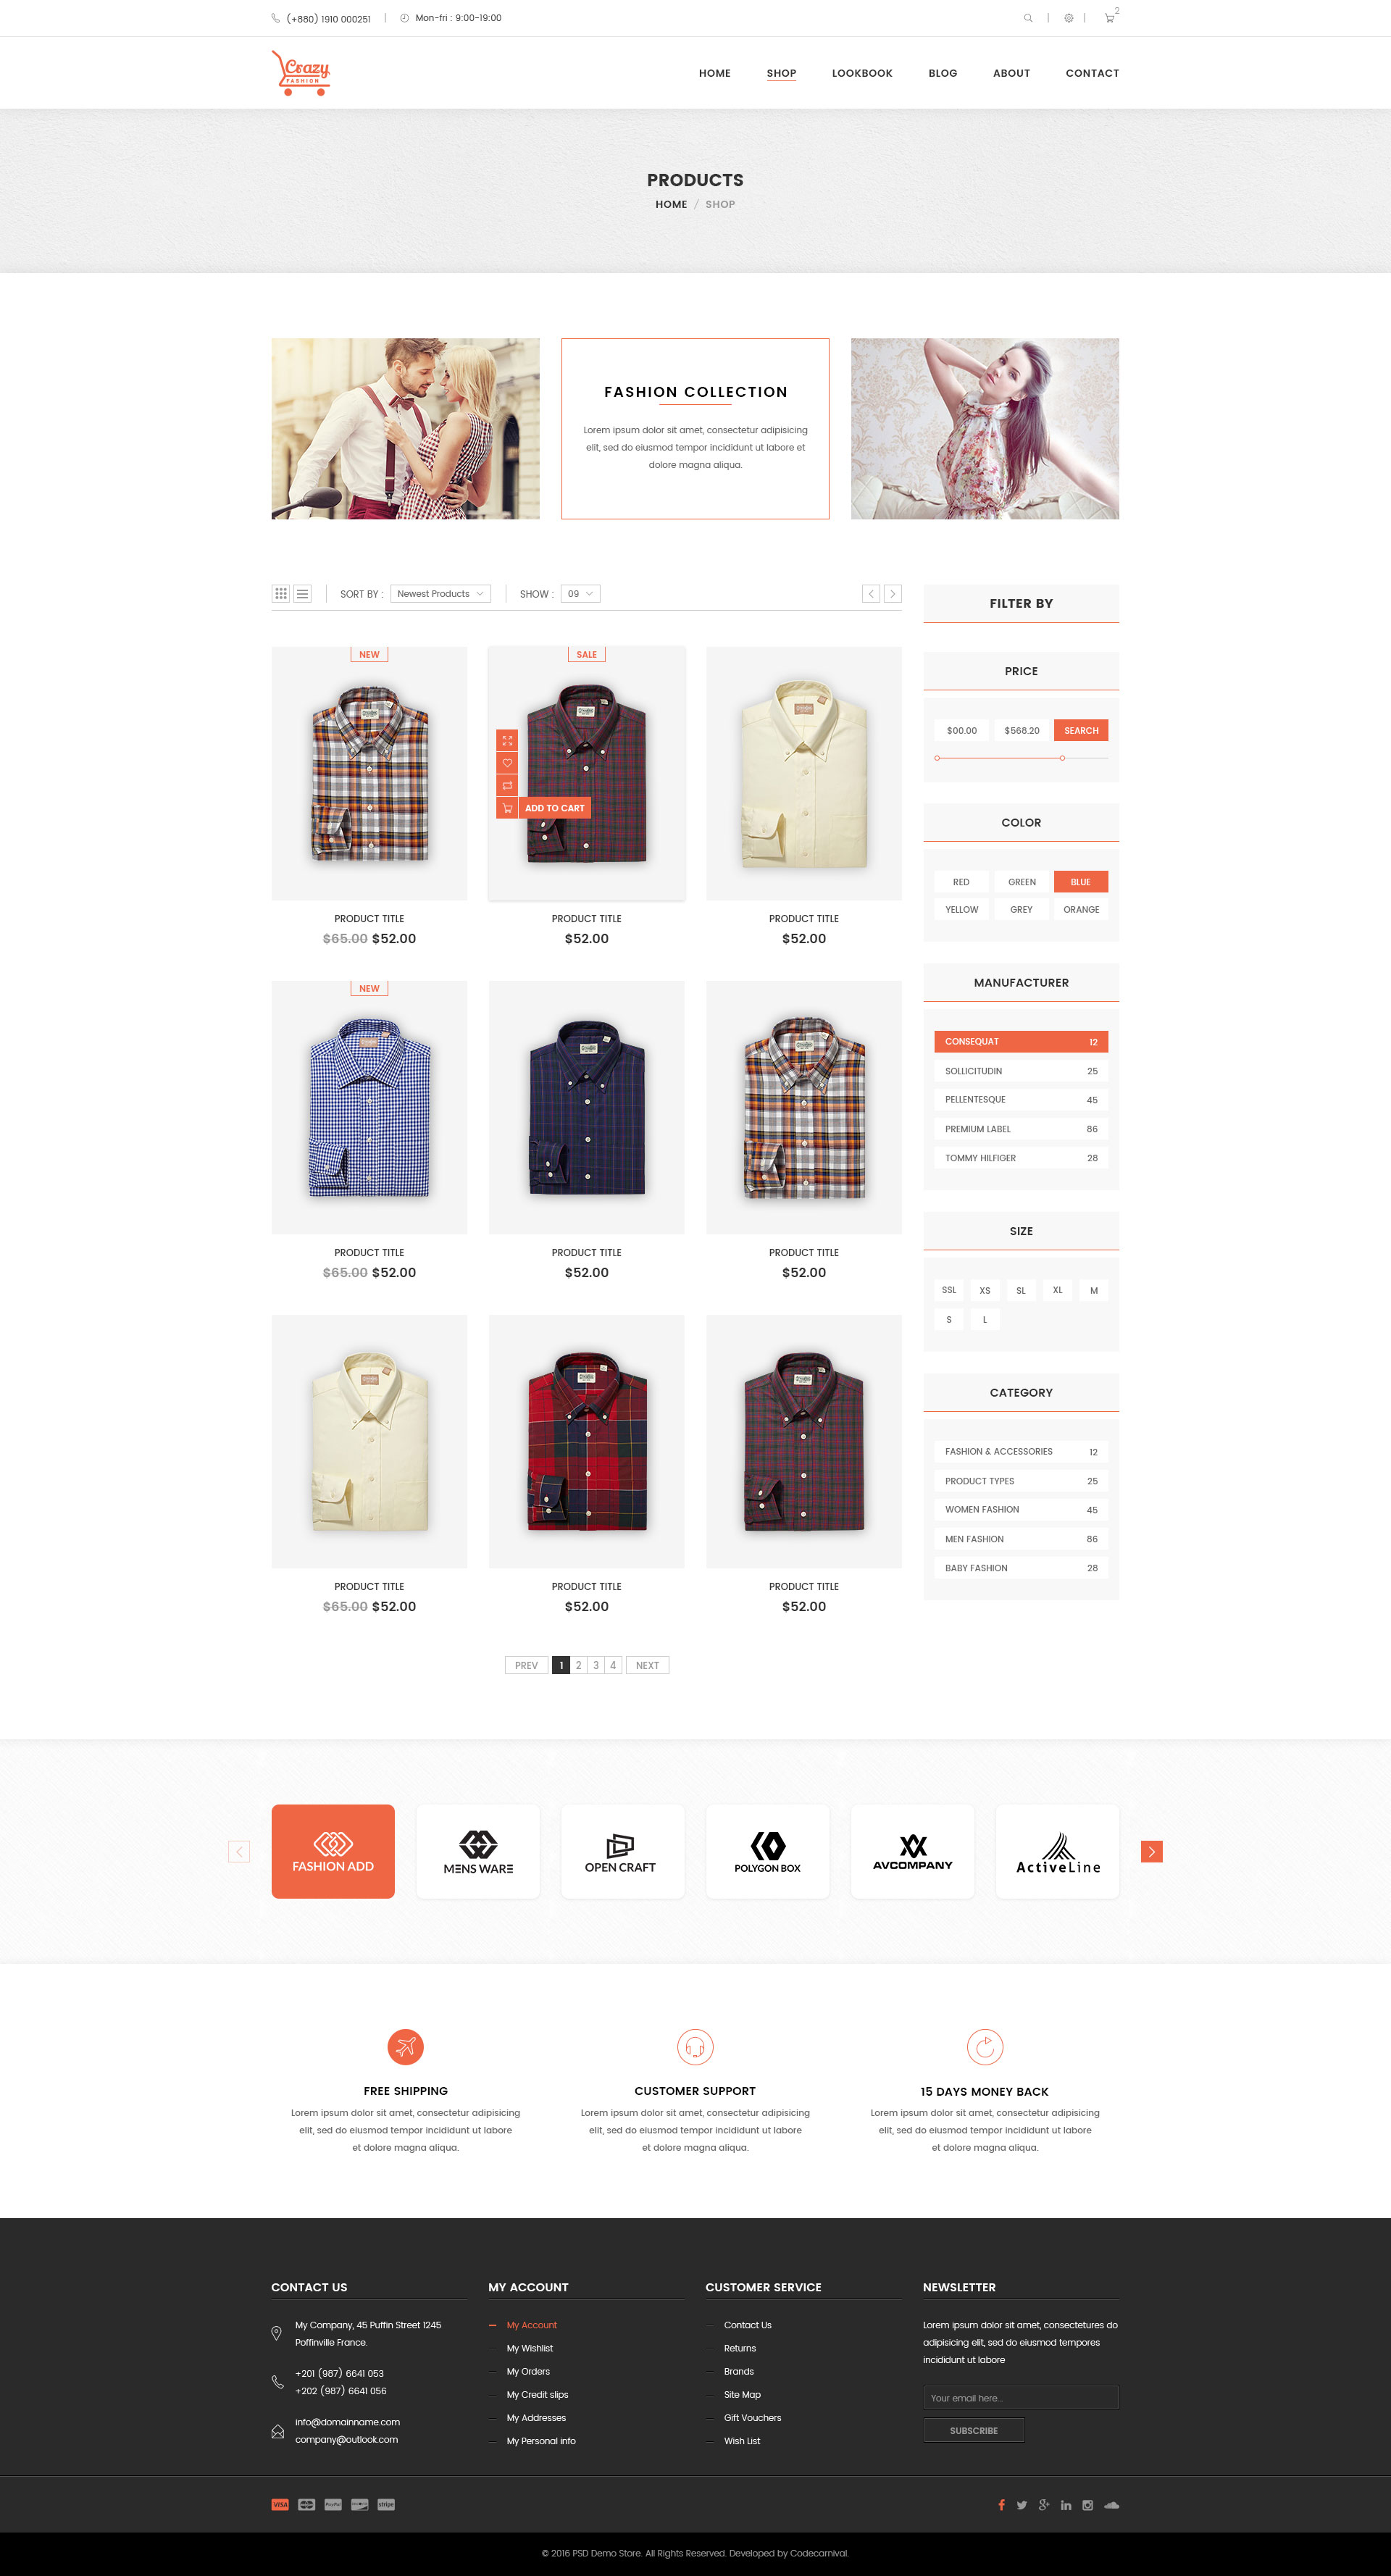 (+880) 1910 000251 | Mon-fri : 9:00-19:00
2
Crazy
FASHION
HOME SHOP LOOKBOOK BLOG ABOUT CONTACT
PRODUCTS
HOME / SHOP
FASHION COLLECTION
Lorem ipsum dolor sit amet, consectetur adipisicing
elit, sed do eiusmod tempor incididunt ut labore et
dolore magna aliqua.
SORT BY : Newest Products SHOW : 09
NEW
SALE
ADD TO CART
PRODUCT TITLE
$65.00 $52.00
PRODUCT TITLE
$52.00
PRODUCT TITLE
$52.00
NEW
PRODUCT TITLE
$65.00 $52.00
PRODUCT TITLE
$52.00
PRODUCT TITLE
$52.00
PRODUCT TITLE
$65.00 $52.00
PRODUCT TITLE
$52.00
PRODUCT TITLE
$52.00
PREV 1 2 3 4 NEXT
FILTER BY
PRICE
$00.00 $568.20 SEARCH
COLOR
RED GREEN BLUE
YELLOW GREY ORANGE
MANUFACTURER
CONSEQUAT 12
SOLLICITUDIN 25
PELLENTESQUE 45
PREMIUM LABEL 86
TOMMY HILFIGER 28
SIZE
SSL XS SL XL M
S L
CATEGORY
FASHION & ACCESSORIES 12
PRODUCT TYPES 25
WOMEN FASHION 45
MEN FASHION 86
BABY FASHION 28
FASHION ADD
MENS WARE
OPEN CRAFT
POLYGON BOX
AVCOMPANY
ActiveLine
FREE SHIPPING
Lorem ipsum dolor sit amet, consectetur adipisicing
elit, sed do eiusmod tempor incididunt ut labore
et dolore magna aliqua.
CUSTOMER SUPPORT
Lorem ipsum dolor sit amet, consectetur adipisicing
elit, sed do eiusmod tempor incididunt ut labore
et dolore magna aliqua.
15 DAYS MONEY BACK
Lorem ipsum dolor sit amet, consectetur adipisicing
elit, sed do eiusmod tempor incididunt ut labore
et dolore magna aliqua.
CONTACT US
My Company, 45 Puffin Street 1245
Poffinville France.
+201 (987) 6641 053
+202 (987) 6641 056
info@domainname.com
company@outlook.com
MY ACCOUNT
My Account
My Wishlist
My Orders
My Credit slips
My Addresses
My Personal info
CUSTOMER SERVICE
Contact Us
Returns
Brands
Site Map
Gift Vouchers
Wish List
NEWSLETTER
Lorem ipsum dolor sit amet, consectetures do
adipisicing elit, sed do eiusmod tempores
incididunt ut labore
Your email here...
SUBSCRIBE
VISA PayPal stripe
© 2016 PSD Demo Store. All Rights Reserved. Developed by Codecarnival.